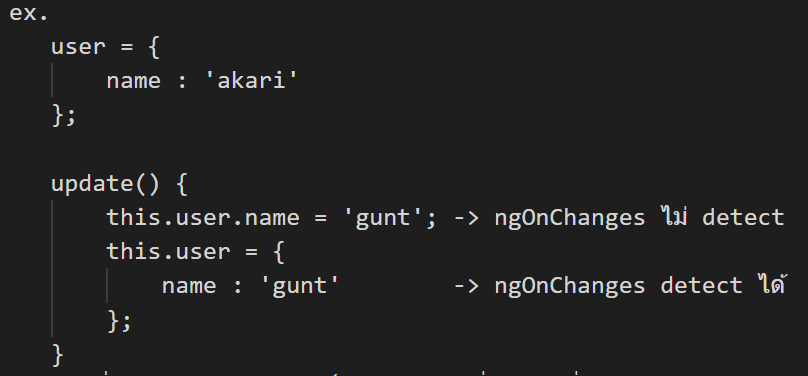 ex.
user = {
name : 'akari'
};
update() {
this.user.name = 'gunt'; -> ngOnChanges ไม่ detect
this.user = {
name : 'gunt' -> ngOnChanges detect ได้
};
}